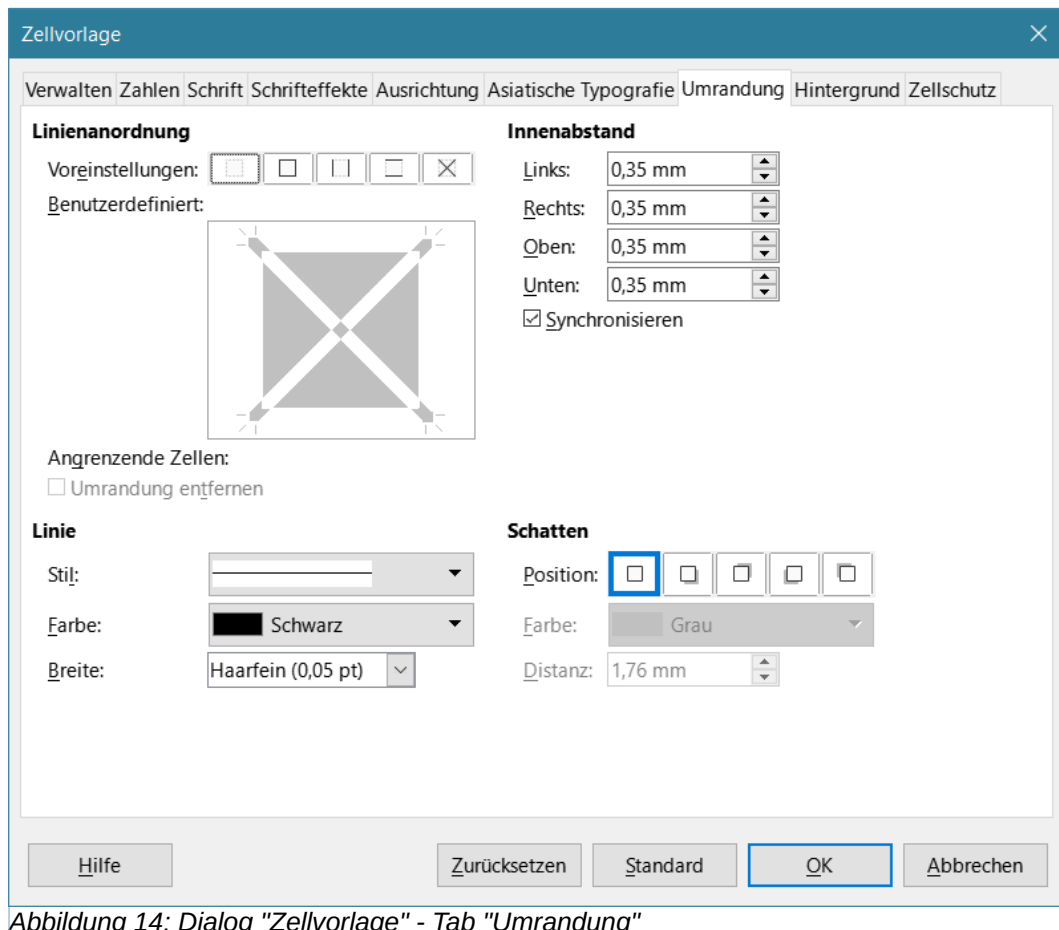 Zellvorlage
Verwalten Zahlen Schrift Schrifteffekte Ausrichtung Asiatische Typografie Umrandung Hintergrund Zellschutz
Linienanordnung
Voreinstellungen:
Benutzerdefiniert:
Angrenzende Zellen:
Umrandung entfernen
Innenabstand
Links: 0,35 mm
Rechts: 0,35 mm
Oben: 0,35 mm
Unten: 0,35 mm
Synchronisieren
Linie
Stil:
Farbe: Schwarz
Breite: Haarfein (0,05 pt)
Schatten
Position:
Farbe: Grau
Distanz: 1,76 mm
Hilfe Zurücksetzen Standard OK Abbrechen
Abbildung 14: Dialog "Zellvorlage" - Tab "Umrandung"